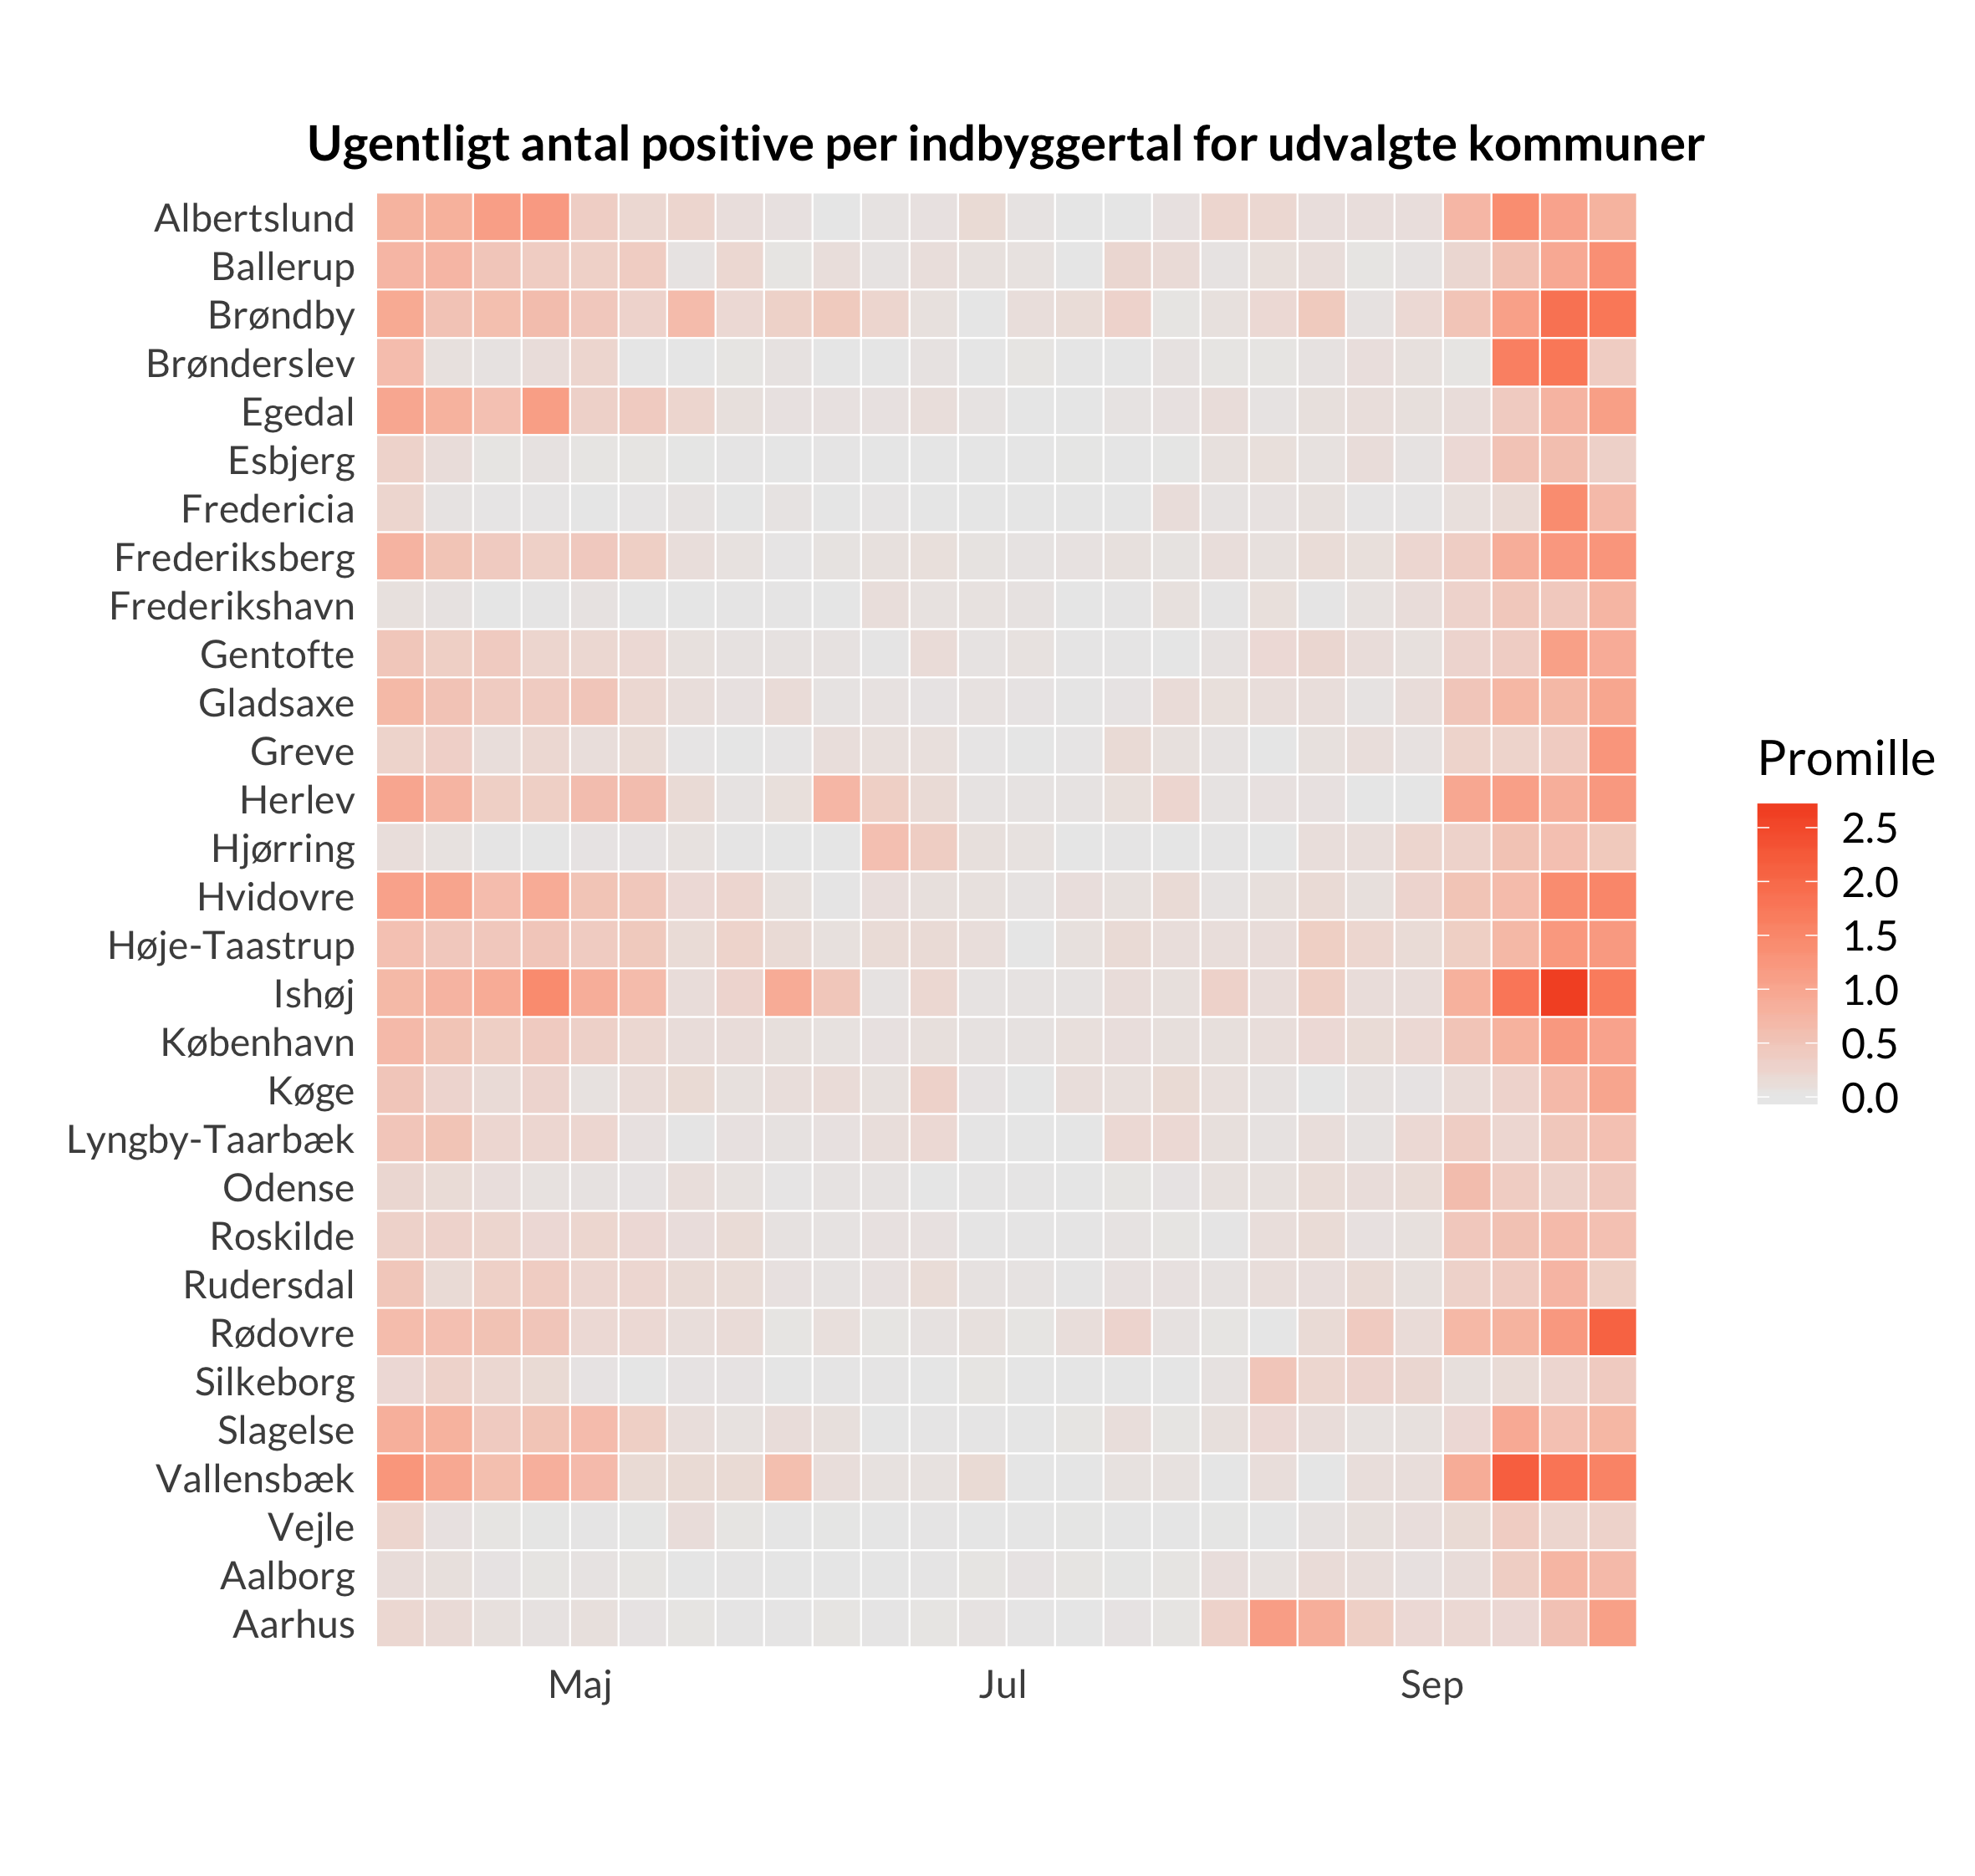 Ugentligt antal positive per indbyggertal for udvalgte kommuner
Albertslund
Ballerup
Brøndby
Brønderslev
Egedal
Esbjerg
Fredericia
Frederiksberg
Frederikshavn
Gentofte
Gladsaxe
Greve
Herlev
Hjørring
Hvidovre
Høje-Taastrup
Ishøj
København
Køge
Lyngby-Taarbæk
Odense
Roskilde
Rudersdal
Rødovre
Silkeborg
Slagelse
Vallensbæk
Vejle
Aalborg
Aarhus
Maj Jul Sep
Promille
2.5
2.0
1.5
1.0
0.5
0.0